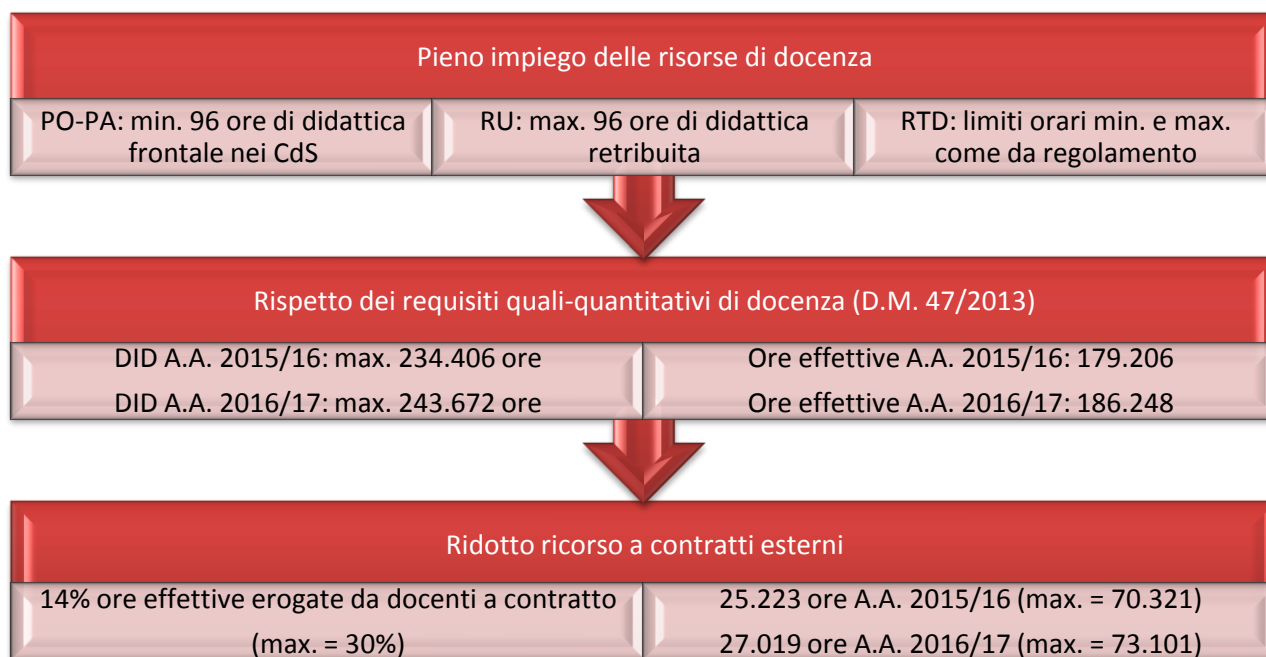 Pieno impiego delle risorse di docenza
PO-PA: min. 96 ore di didattica
frontale nei CdS
RU: max. 96 ore di didattica
retribuita
RTD: limiti orari min. e max.
come da regolamento
Rispetto dei requisiti quali-quantitativi di docenza (D.M. 47/2013)
DID A.A. 2015/16: max. 234.406 ore
DID A.A. 2016/17: max. 243.672 ore
Ore effettive A.A. 2015/16: 179.206
Ore effettive A.A. 2016/17: 186.248
Ridotto ricorso a contratti esterni
14% ore effettive erogate da docenti a contratto
(max. = 30%)
25.223 ore A.A. 2015/16 (max. = 70.321)
27.019 ore A.A. 2016/17 (max. = 73.101)